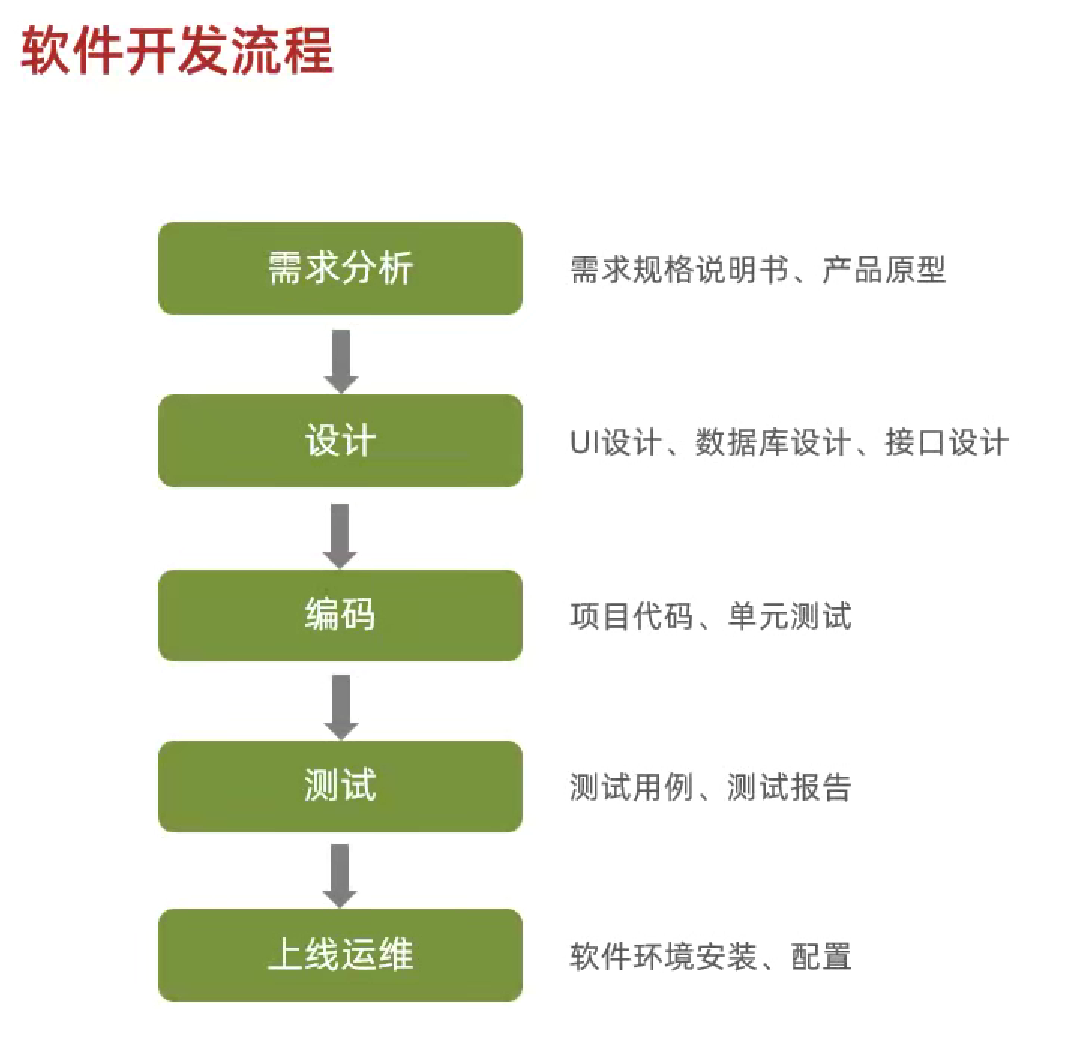 软件开发流程
需求分析
需求规格说明书、产品原型
设计
UI设计、数据库设计、接口设计
编码
项目代码、单元测试
测试
测试用例、测试报告
上线运维
软件环境安装、配置